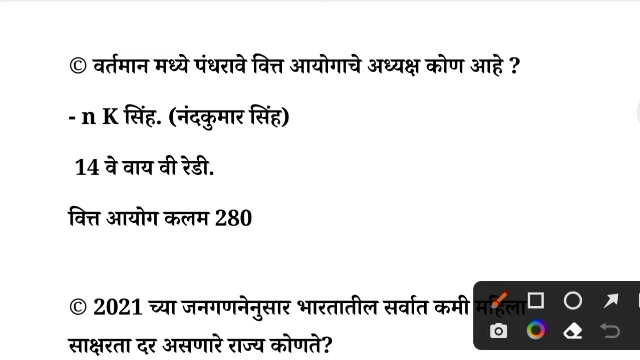 © वर्तमान मध्ये पंधरावे वित्त आयोगाचे अध्यक्ष कोण आहे ?
- n K सिंह. (नंदकुमार सिंह)
14 वे वाय वी रेडी.
वित्त आयोग कलम 280
© 2021 च्या जनगणनेनुसार भारतातील सर्वात कमी महिला
साक्षरता दर असणारे राज्य कोणते?